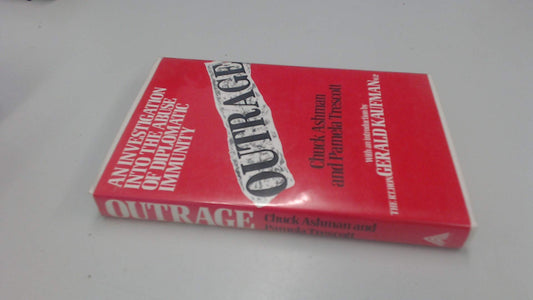 AN INVESTIGATION
INTO THE ABUSE
OF DIPLOMATIC
IMMUNITY
OUTRAGE
Chuck Ashman
and Pamela Trescott
With an introduction by
THE RT. HON. GERALD KAUFMAN M.P.
OUTRAGE
Chuck Ashman and
Pamela Trescott